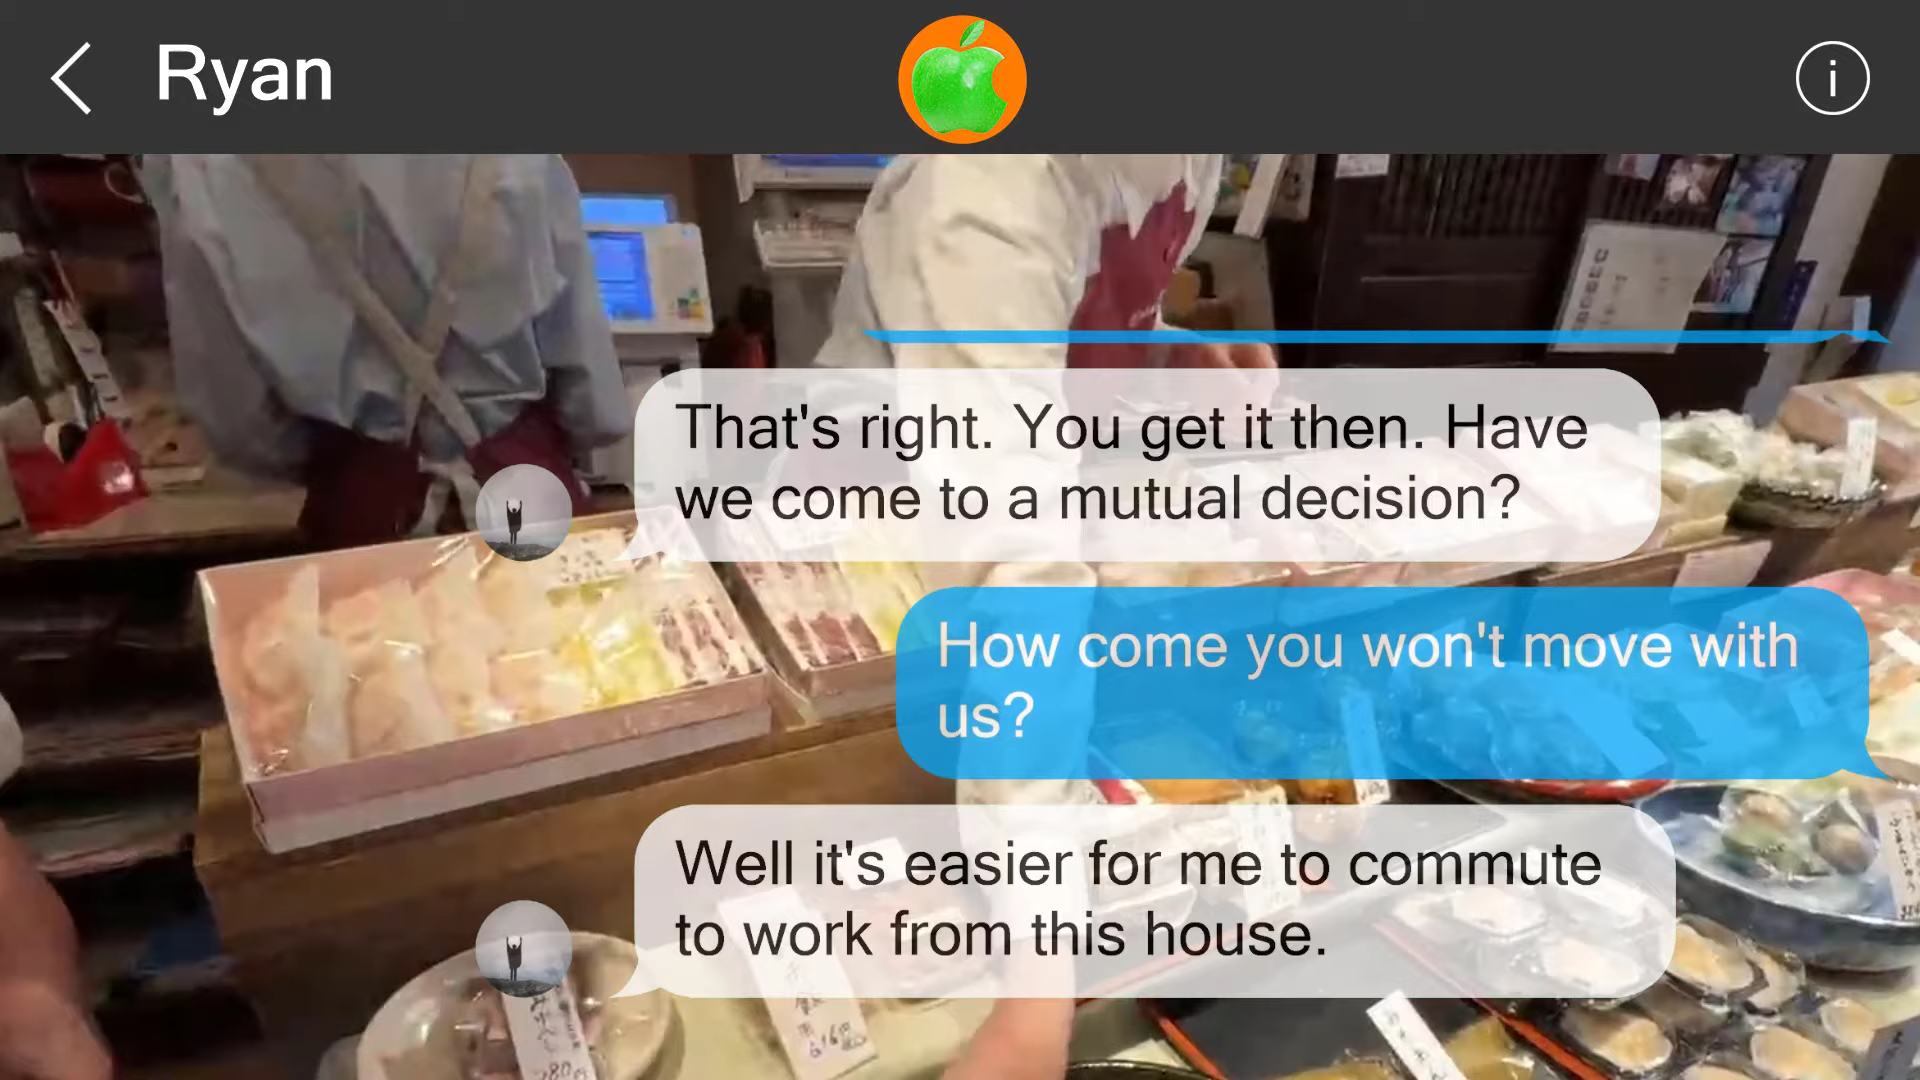 Ryan
i
That's right. You get it then. Have
we come to a mutual decision?
How come you won't move with
us?
Well it's easier for me to commute
to work from this house.